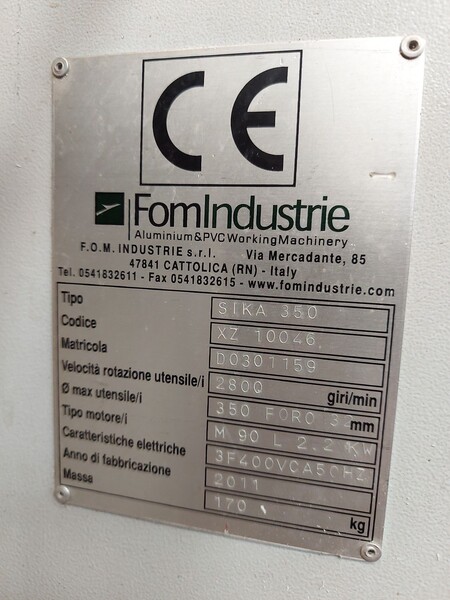 CE
FomIndustrie
Aluminium&PVCWorkingMachinery
F.O.M. INDUSTRIE s.r.l. Via Mercadante, 85
47841 CATTOLICA (RN) - Italy
Tel. 0541832611 - Fax 0541832615 - www.fomindustrie.com
Tipo SIKA 350
Codice XZ 10046
Matricola D0301159
Velocità rotazione utensile/i 2800 giri/min
Ø max utensile/i 350 FORO 32 mm
Tipo motore/i M 90 L 2.2 KW
Caratteristiche elettriche 3F400VCA50HZ
Anno di fabbricazione 2011
Massa 170 kg